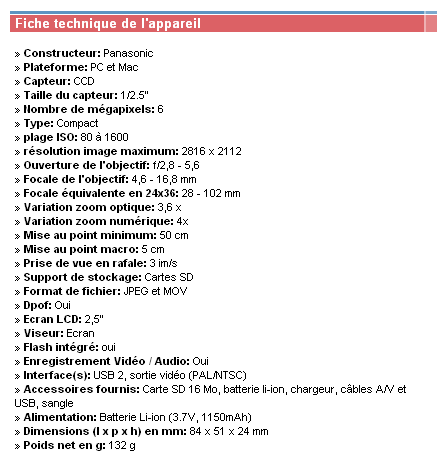 Fiche technique de l'appareil
» Constructeur: Panasonic
» Plateforme: PC et Mac
» Capteur: CCD
» Taille du capteur: 1/2.5"
» Nombre de mégapixels: 6
» Type: Compact
» plage ISO: 80 à 1600
» résolution image maximum: 2816 x 2112
» Ouverture de l'objectif: f/2,8 - 5,6
» Focale de l'objectif: 4,6 - 16,8 mm
» Focale équivalente en 24x36: 28 - 102 mm
» Variation zoom optique: 3,6 x
» Variation zoom numérique: 4x
» Mise au point minimum: 50 cm
» Mise au point macro: 5 cm
» Prise de vue en rafale: 3 im/s
» Support de stockage: Cartes SD
» Format de fichier: JPEG et MOV
» Dpof: Oui
» Ecran LCD: 2,5"
» Viseur: Ecran
» Flash intégré: oui
» Enregistrement Vidéo / Audio: Oui
» Interface(s): USB 2, sortie vidéo (PAL/NTSC)
» Accessoires fournis: Carte SD 16 Mo, batterie li-ion, chargeur, câbles A/V et
USB, sangle
» Alimentation: Batterie Li-ion (3.7V, 1150mAh)
» Dimensions (l x p x h) en mm: 84 x 51 x 24 mm
» Poids net en g: 132 g